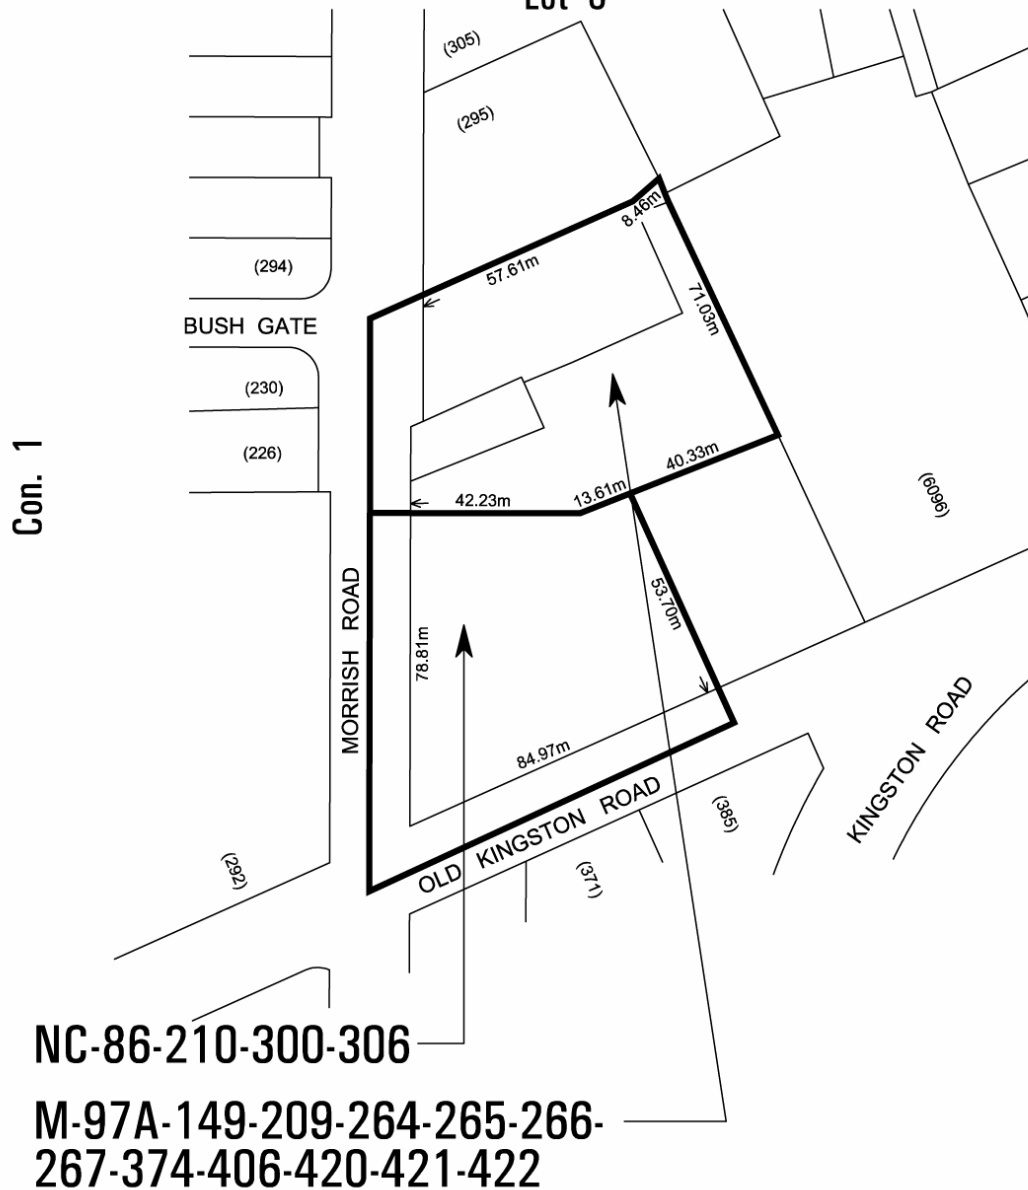 (305)
(295)
8.46m
57.61m
(294)
71.03m
BUSH GATE
(230)
Con. 1
(226)
40.33m
13.61m
42.23m
(6096)
53.70m
MORRISH ROAD
78.81m
84.97m
KINGSTON ROAD
OLD KINGSTON ROAD
(385)
(371)
(292)
NC-86-210-300-306
M-97A-149-209-264-265-266-
267-374-406-420-421-422